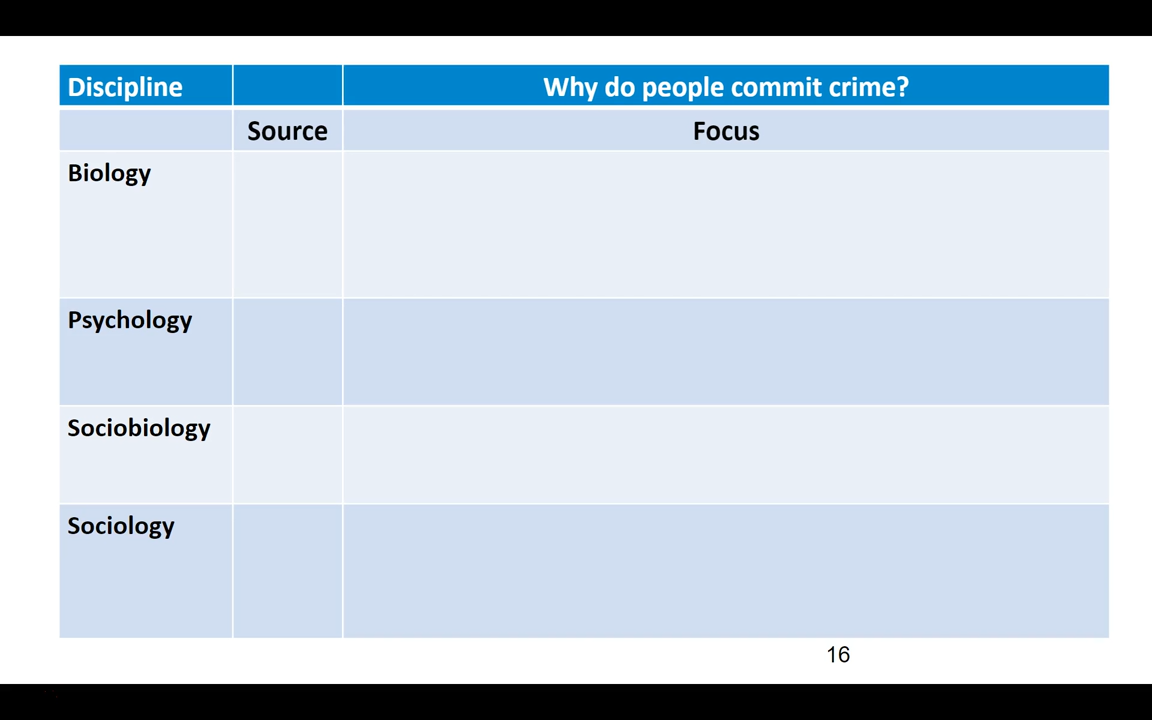 Discipline Why do people commit crime?
Source Focus
Biology
Psychology
Sociobiology
Sociology
16